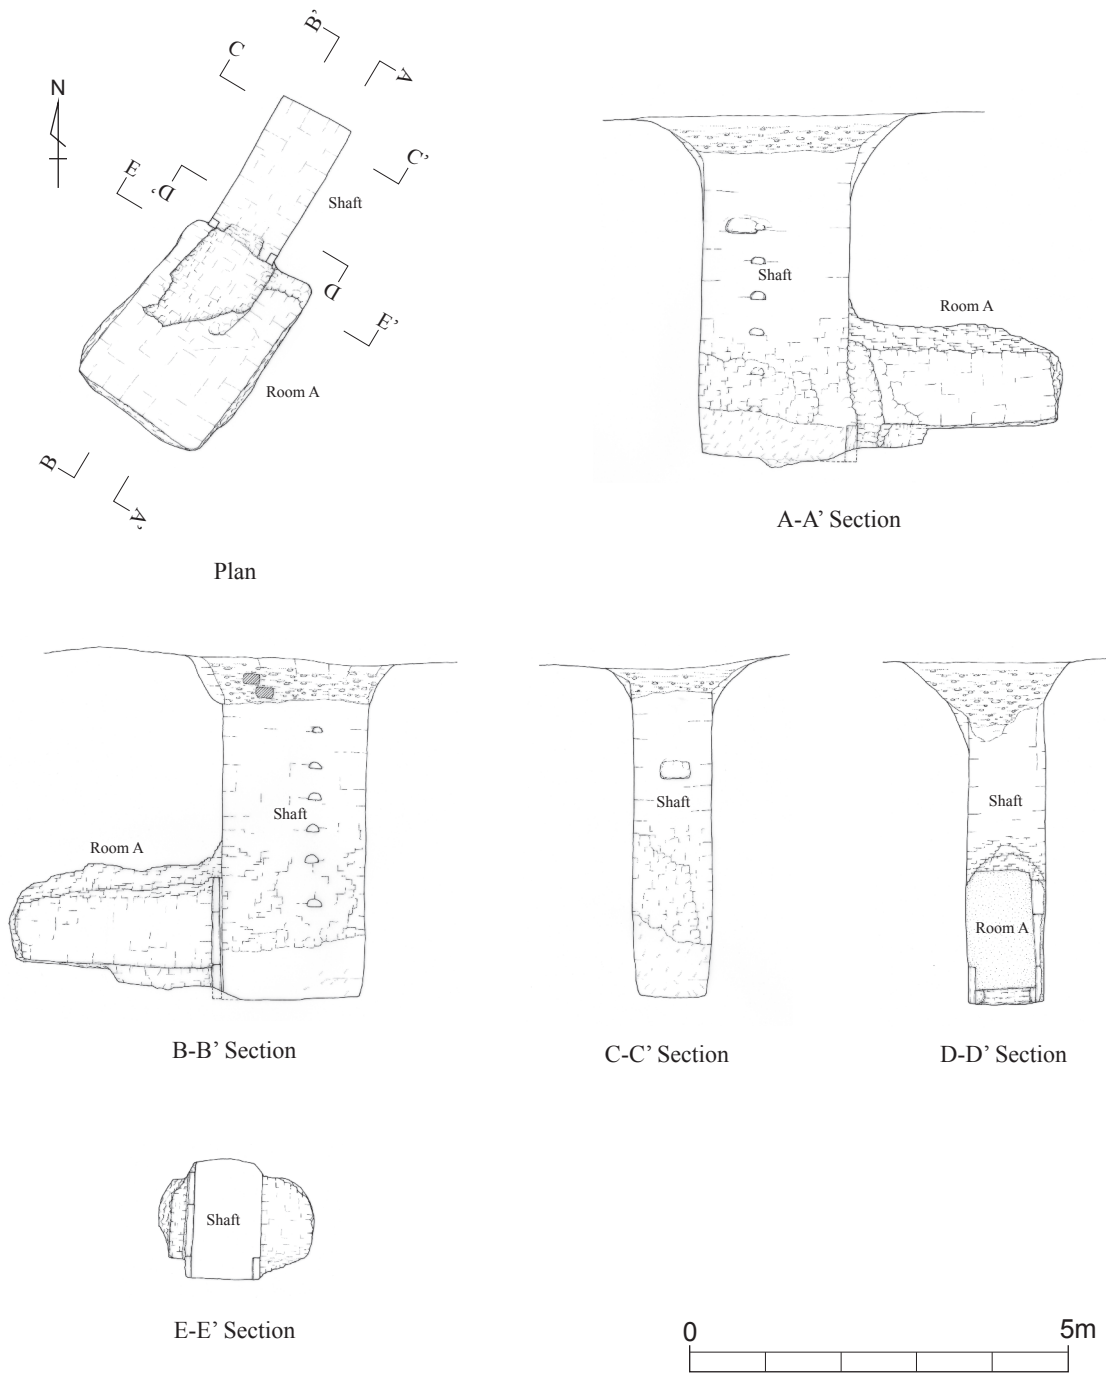 B’
C
A
N
C’
E
D’
Shaft
D
E’
Room A
B
A’
Plan
Shaft
Room A
A-A’ Section
Shaft
Room A
B-B’ Section
Shaft
C-C’ Section
Shaft
Room A
D-D’ Section
Shaft
E-E’ Section
0
5m